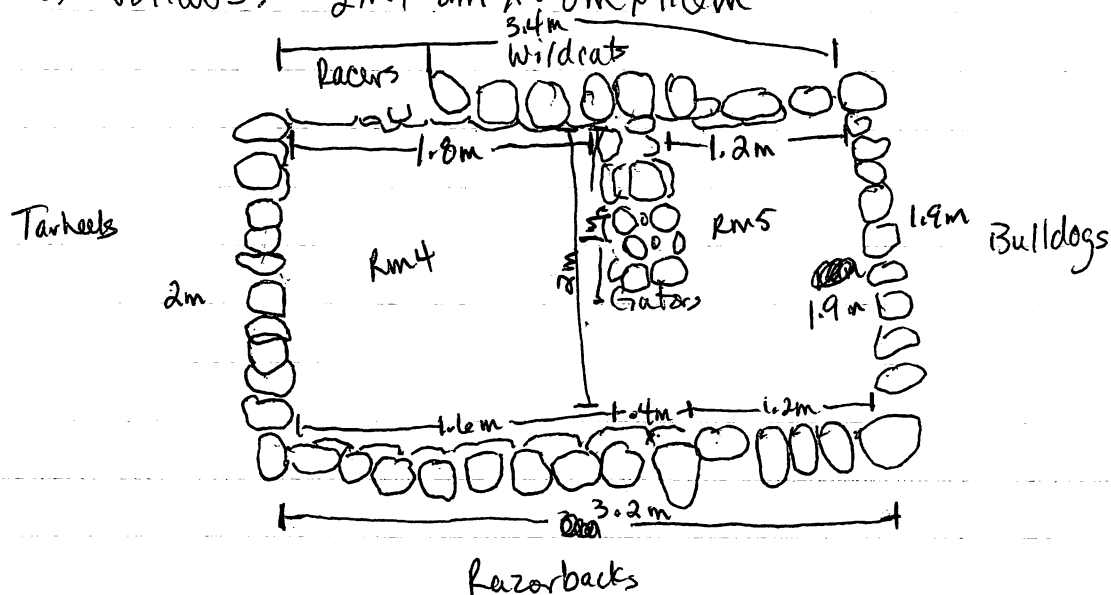 3.4m
Wildcats
Racers
1.8m
1.2m
Tarheels
Rm4
Rm5
1.9m
Bulldogs
2m
2m
Gators
1.9m
1.6m
.4m
1.2m
3.2m
Razorbacks